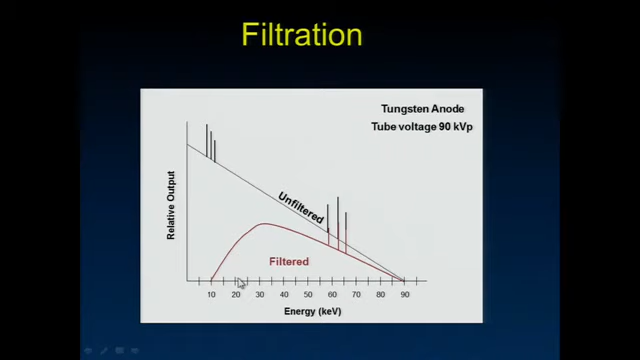 Filtration
Tungsten Anode
Tube voltage 90 kVp
Relative Output
Unfiltered
Filtered
10 20 30 40 50 60 70 80 90
Energy (keV)